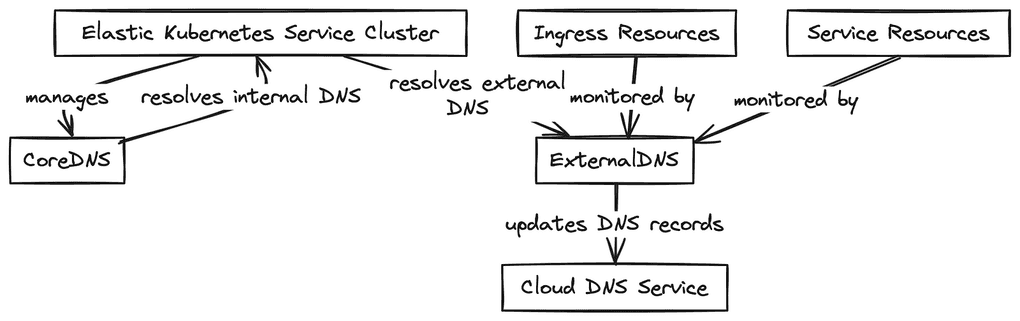 Elastic Kubernetes Service Cluster
Ingress Resources
Service Resources
manages
resolves internal DNS
resolves external
DNS
monitored by
monitored by
CoreDNS
ExternalDNS
updates DNS records
Cloud DNS Service